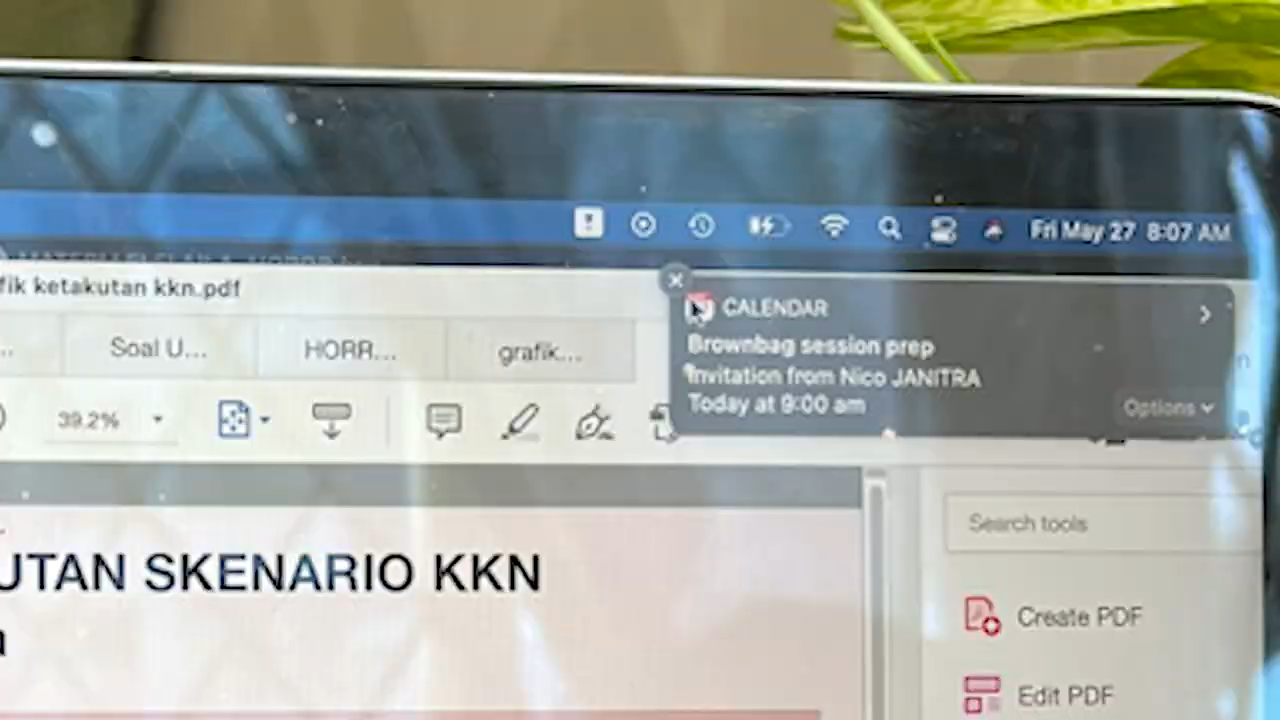 Fri May 27 8:07 AM
fik ketakutan kkn.pdf
CALENDAR
Brownbag session prep
Invitation from Nico JANITRA
Today at 9:00 am
Options
Soal U...
HORR...
grafik...
39.2%
Search tools
UTAN SKENARIO KKN
Create PDF
Edit PDF